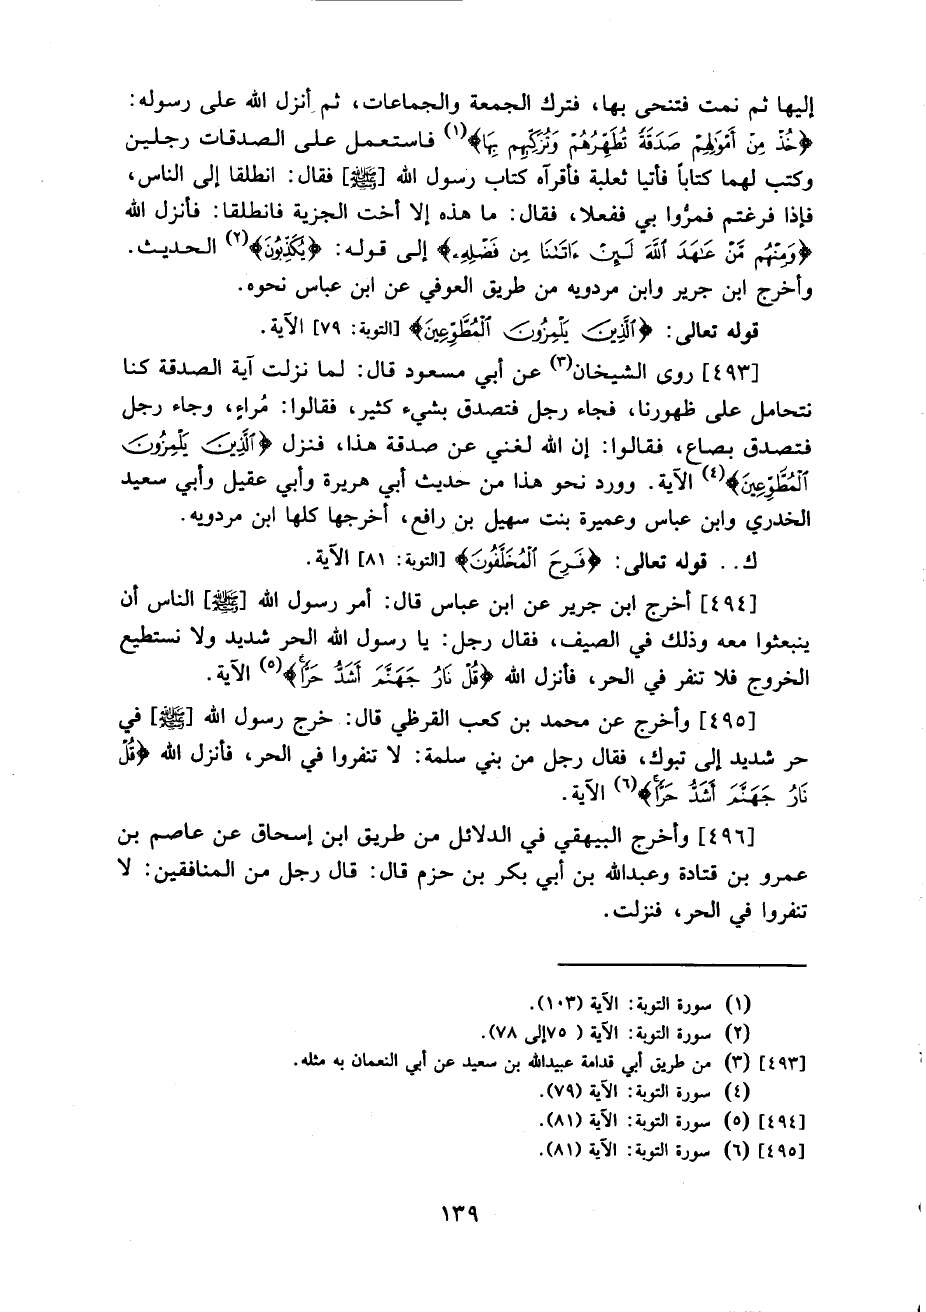 إليها ثم نمت فتنحى بها، فترك الجمعة والجماعات، ثم أنزل الله على رسوله:
﴿خُذْ مِنْ أَمْوَٰلِهِمْ صَدَقَةً تُطَهِّرُهُمْ وَتُزَكِّيهِم بِهَا﴾(١) فاستعمل على الصدقات رجلين
وكتب لهما كتاباً فأتيا ثعلبة فأقرآه كتاب رسول الله [ﷺ] فقال: انطلقا إلى الناس،
فإذا فرغتم فمرُّوا بي ففعلا، فقال: ما هذه إلا أخت الجزية فانطلقا: فأنزل الله
﴿وَمِنْهُم مَّنْ عَٰهَدَ ٱللَّهَ لَئِنْ ءَاتَىٰنَا مِن فَضْلِهِۦ﴾ إلى قوله: ﴿يَكْذِبُونَ﴾(٢) الحديث.
وأخرج ابن جرير وابن مردويه من طريق العوفي عن ابن عباس نحوه.
قوله تعالى: ﴿ٱلَّذِينَ يَلْمِزُونَ ٱلْمُطَّوِّعِينَ﴾ [التوبة: ٧٩] الآية.
[٤٩٣] روى الشيخان(٣) عن أبي مسعود قال: لما نزلت آية الصدقة كنا
نتحامل على ظهورنا، فجاء رجل فتصدق بشيء كثير، فقالوا: مُراءٍ، وجاء رجل
فتصدق بصاع، فقالوا: إن الله لغني عن صدقة هذا، فنزل ﴿ٱلَّذِينَ يَلْمِزُونَ
ٱلْمُطَّوِّعِينَ﴾(٤) الآية. وورد نحو هذا من حديث أبي هريرة وأبي عقيل وأبي سعيد
الخدري وابن عباس وعميرة بنت سهيل بن رافع، أخرجها كلها ابن مردويه.
ك.. قوله تعالى: ﴿فَرِحَ ٱلْمُخَلَّفُونَ﴾ [التوبة: ٨١] الآية.
[٤٩٤] أخرج ابن جرير عن ابن عباس قال: أمر رسول الله [ﷺ] الناس أن
ينبعثوا معه وذلك في الصيف، فقال رجل: يا رسول الله الحر شديد ولا نستطيع
الخروج فلا تنفر في الحر، فأنزل الله ﴿قُلْ نَارُ جَهَنَّمَ أَشَدُّ حَرًّا﴾(٥) الآية.
[٤٩٥] وأخرج عن محمد بن كعب القرظي قال: خرج رسول الله [ﷺ] في
حر شديد إلى تبوك، فقال رجل من بني سلمة: لا تنفروا في الحر، فأنزل الله ﴿قُلْ
نَارُ جَهَنَّمَ أَشَدُّ حَرًّا﴾(٦) الآية.
[٤٩٦] وأخرج البيهقي في الدلائل من طريق ابن إسحاق عن عاصم بن
عمرو بن قتادة وعبدالله بن أبي بكر بن حزم قال: قال رجل من المنافقين: لا
تنفروا في الحر، فنزلت.
(١) سورة التوبة: الآية (١٠٣).
(٢) سورة التوبة: الآية ( ٧٥إلى ٧٨).
[٤٩٣] (٣) من طريق أبي قدامة عبيدالله بن سعيد عن أبي النعمان به مثله.
(٤) سورة التوبة: الآية (٧٩).
[٤٩٤] (٥) سورة التوبة: الآية (٨١).
[٤٩٥] (٦) سورة التوبة: الآية (٨١).
١٣٩